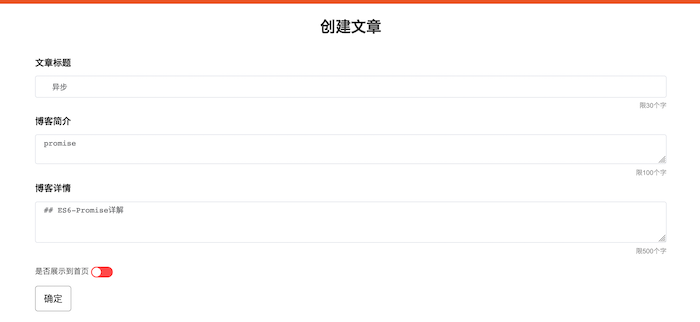 创建文章
文章标题
异步
限30个字
博客简介
promise
限100个字
博客详情
## ES6-Promise详解
限500个字
是否展示到首页
确定